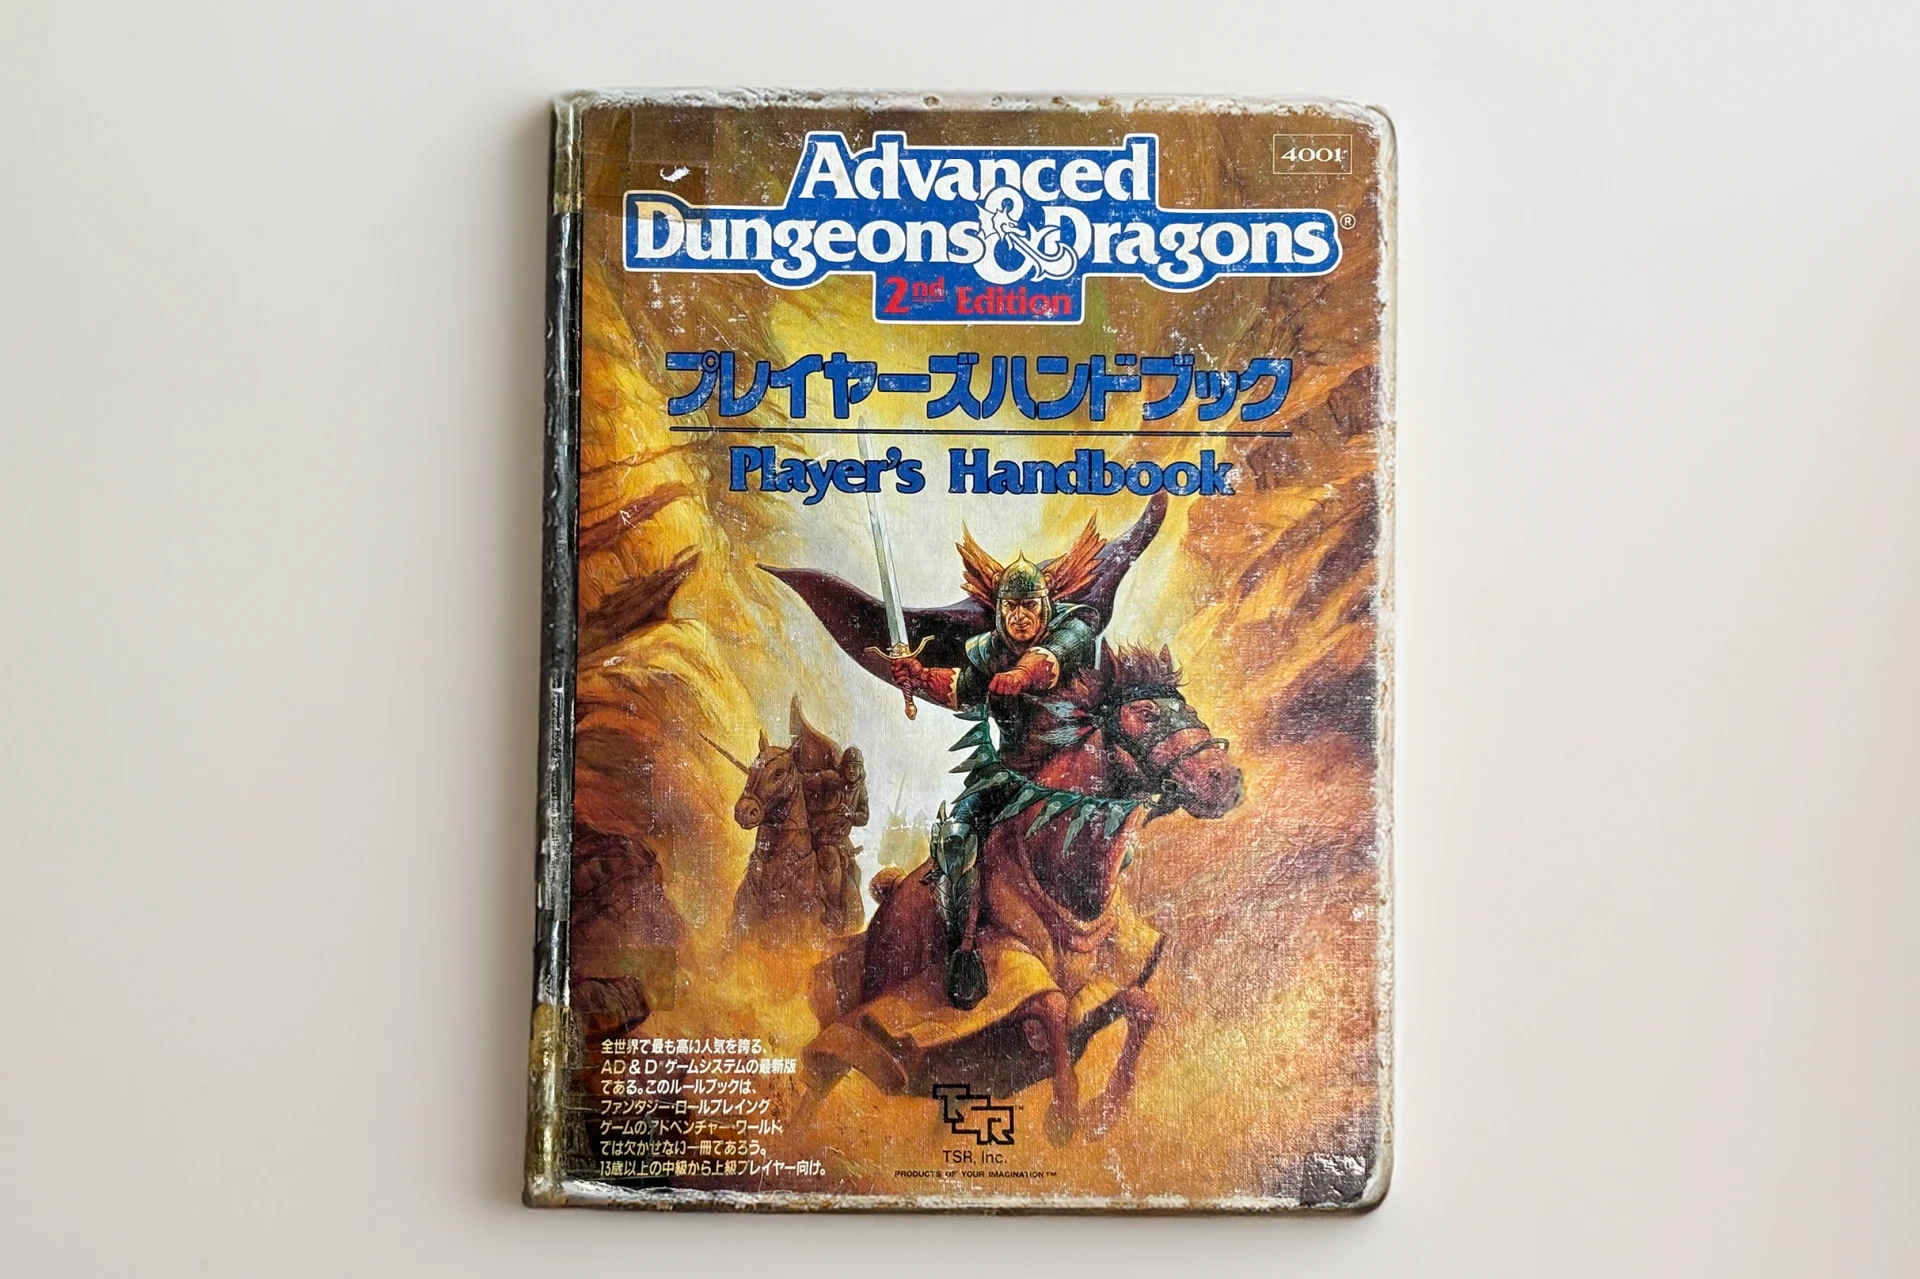 Advanced
4001
Dungeons & Dragons®
2nd Edition
プレイヤーズハンドブック
Player's Handbook
全世界で最も高い人気を誇る、
AD & D®ゲームシステムの最新版
である。このルールブックは、
ファンタジー・ロールプレイング
ゲームのアドベンチャー・ワールド
では欠かせない一冊であろう。
13歳以上の中級から上級プレイヤー向け。
TSR™
TSR, Inc.
PRODUCTS OF YOUR IMAGINATION™